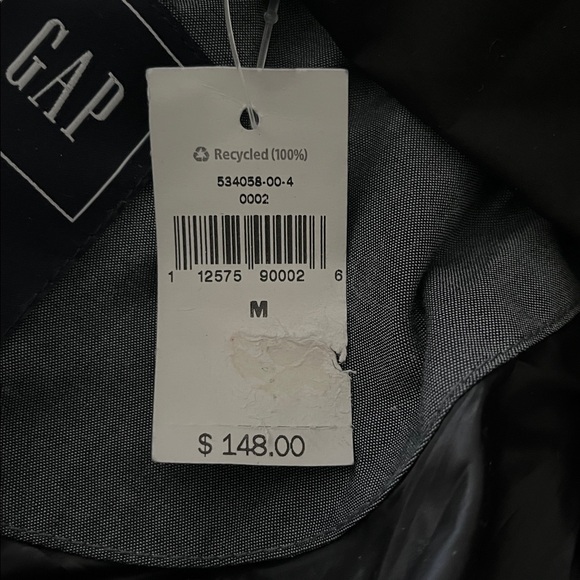 GAP
Recycled (100%)
534058-00-4
0002
1 12575 90002 6
M
$ 148.00